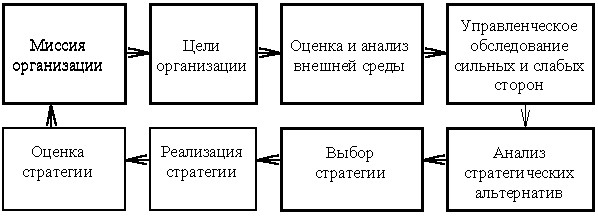 Миссия
организации
Цели
организации
Оценка и анализ
внешней среды
Управленческое
обследование
сильных и слабых
сторон
Оценка
стратегии
Реализация
стратегии
Выбор
стратегии
Анализ
стратегических
альтернатив